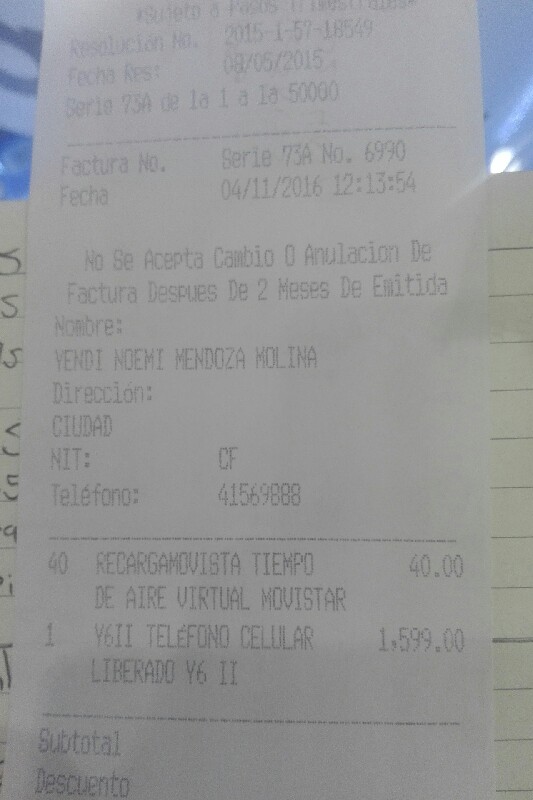 *Sujeto a Pagos Trimestrales*
Resolución No. 2015-1-57-18549
Fecha Res: 08/05/2015
Serie 73A de la 1 a la 50000
Factura No. Serie 73A No. 6990
Fecha 04/11/2016 12:13:54
No Se Acepta Cambio O Anulacion De
Factura Despues De 2 Meses De Emitida
Nombre:
YENDI NOEMI MENDOZA MOLINA
Dirección:
CIUDAD
NIT: CF
Teléfono: 41569888
40 RECARGAMOVISTA TIEMPO 40.00
DE AIRE VIRTUAL MOVISTAR
1 Y6II TELÉFONO CELULAR 1,599.00
LIBERADO Y6 II
Subtotal
Descuento